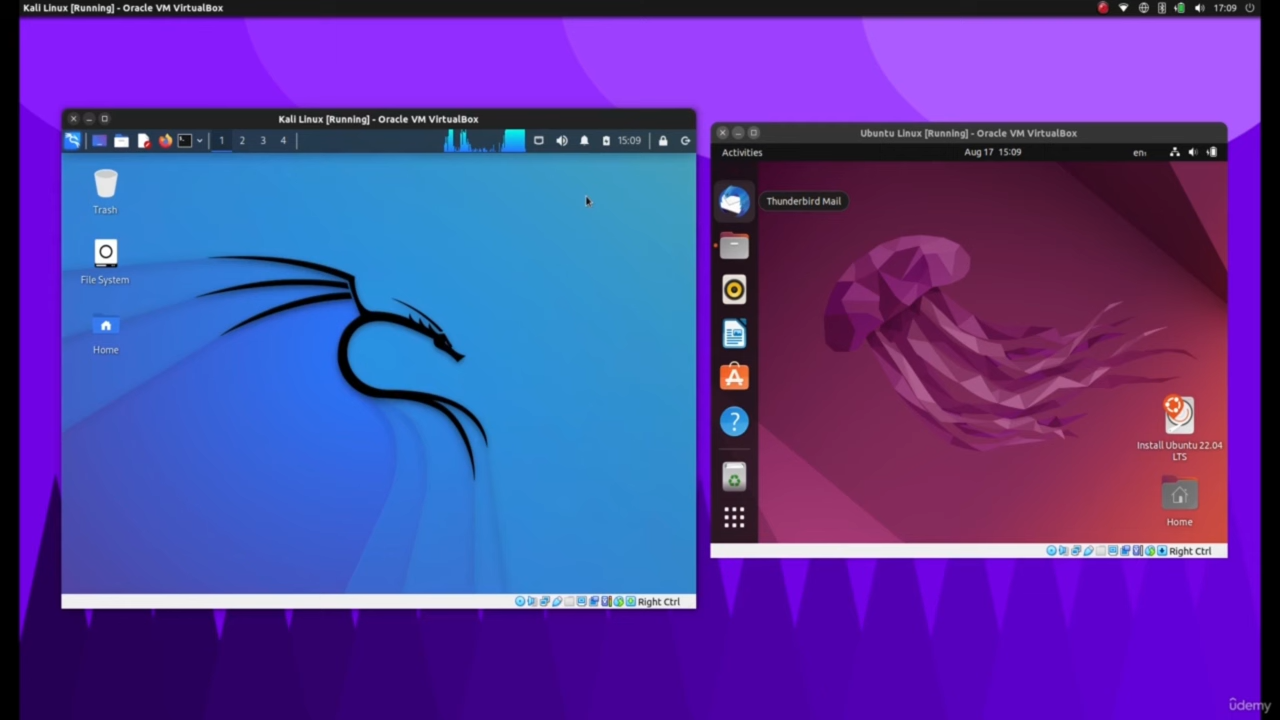 Kali Linux [Running] - Oracle VM VirtualBox
17:09
Kali Linux [Running] - Oracle VM VirtualBox
1 2 3 4
15:09
Trash
File System
Home
Right Ctrl
Ubuntu Linux [Running] - Oracle VM VirtualBox
Activities
Aug 17 15:09
en₁
Thunderbird Mail
Install Ubuntu 22.04
LTS
Home
Right Ctrl
ûdemy